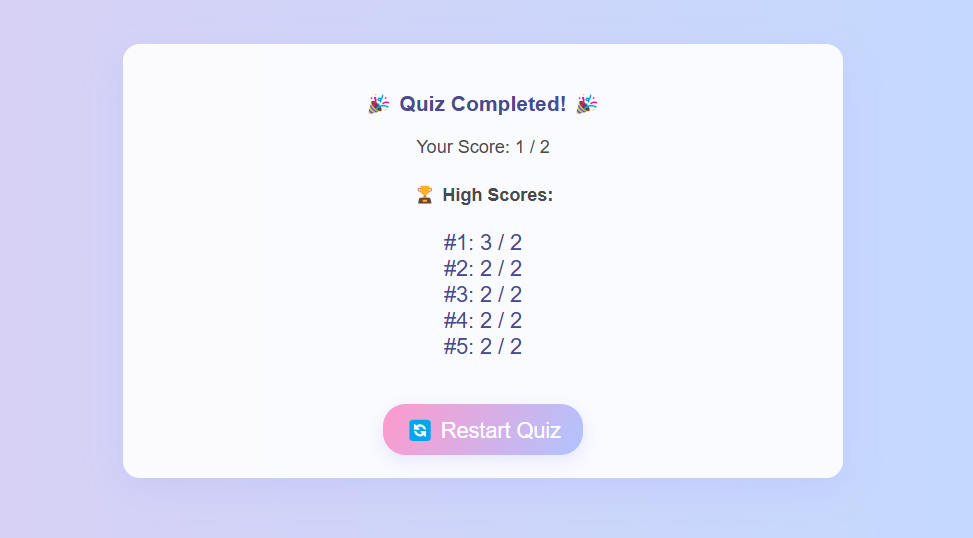 🎉 Quiz Completed! 🎉
Your Score: 1 / 2
🏆 High Scores:
#1: 3 / 2
#2: 2 / 2
#3: 2 / 2
#4: 2 / 2
#5: 2 / 2
🔄 Restart Quiz